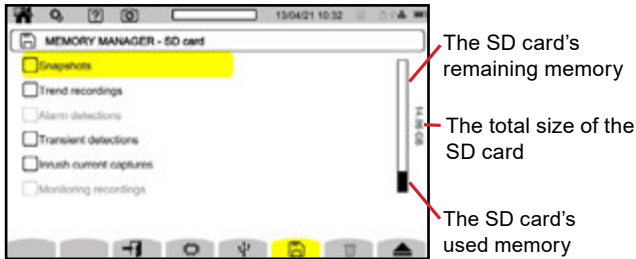 13/04/21 10:32
MEMORY MANAGER - SD card
Snapshots
Trend recordings
Alarm detections
Transient detections
Inrush current captures
Monitoring recordings
The SD card's
remaining memory
14.86 GB
The total size of the
SD card
The SD card's
used memory